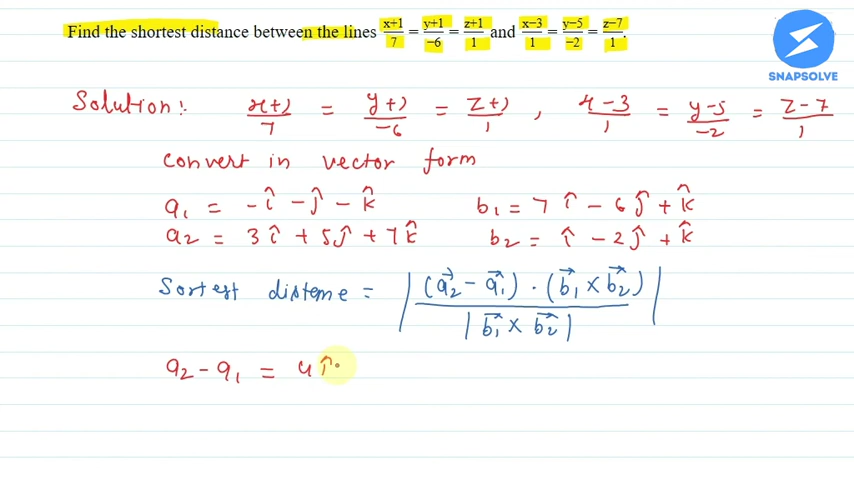 Find the shortest distance between the lines x+1/7 = y+1/−6 = z+1/1 and x−3/1 = y−5/−2 = z−7/1.
SNAPSOLVE
Solution: x+1/7 = y+1/−6 = z+1/1 , x−3/1 = y−5/−2 = z−7/1
Convert in vector form
a₁ = −î −ĵ −k̂ b₁ = 7î − 6ĵ + k̂
a₂ = 3î + 5ĵ + 7k̂ b₂ = î − 2ĵ + k̂
Sortest disteme = | (a⃗₂ − a⃗₁) · (b⃗₁ × b⃗₂) / |b⃗₁ × b⃗₂| |
a₂ − a₁ = 4î